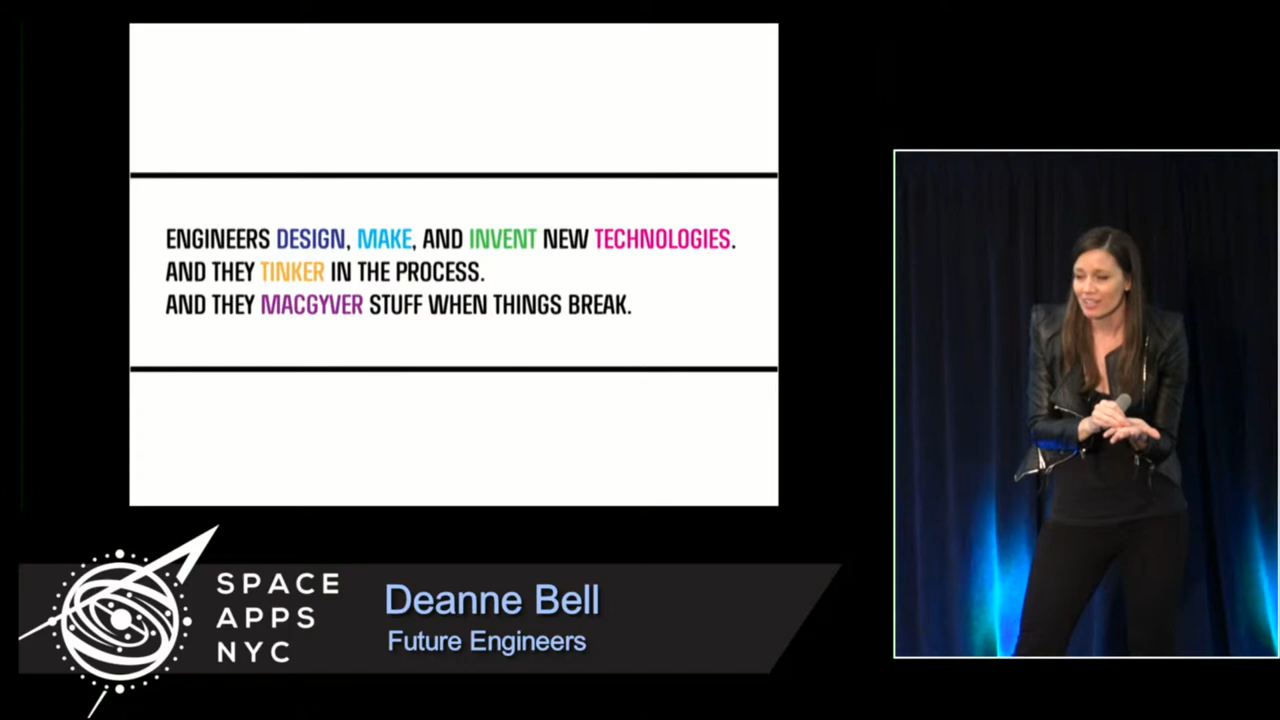 ENGINEERS DESIGN, MAKE, AND INVENT NEW TECHNOLOGIES.
AND THEY TINKER IN THE PROCESS.
AND THEY MACGYVER STUFF WHEN THINGS BREAK.
SPACE
APPS
NYC
Deanne Bell
Future Engineers